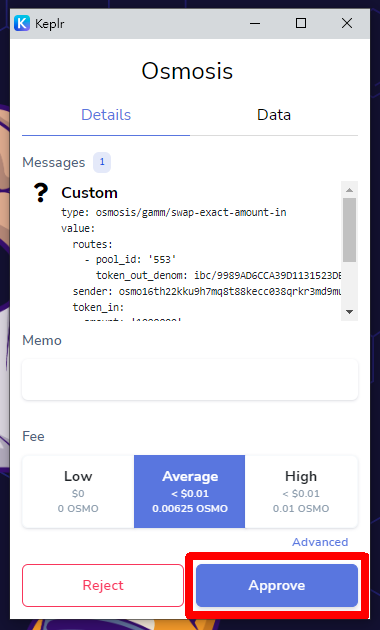 Keplr
Osmosis
Details
Data
Messages 1
? Custom
type: osmosis/gamm/swap-exact-amount-in
value:
routes:
- pool_id: '553'
token_out_denom: ibc/9989AD6CCA39D1131523DB
sender: osmo16th22kku9h7mq8t88kecc038qrkr3md9mu
token_in:
Memo
Fee
Low
$0
0 OSMO
Average
< $0.01
0.00625 OSMO
High
< $0.01
0.01 OSMO
Advanced
Reject
Approve